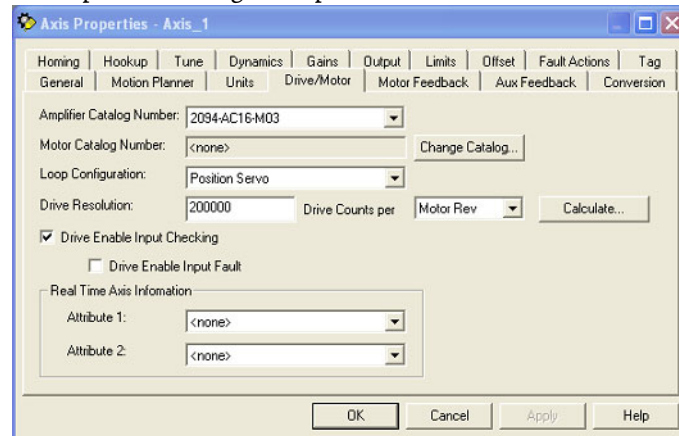 Axis Properties - Axis_1
Homing Hookup Tune Dynamics Gains Output Limits Offset Fault Actions Tag
General Motion Planner Units Drive/Motor Motor Feedback Aux Feedback Conversion
Amplifier Catalog Number: 2094-AC16-M03
Motor Catalog Number: <none> Change Catalog...
Loop Configuration: Position Servo
Drive Resolution: 200000 Drive Counts per Motor Rev Calculate...
Drive Enable Input Checking
Drive Enable Input Fault
Real Time Axis Infomation
Attribute 1: <none>
Attribute 2: <none>
OK Cancel Apply Help